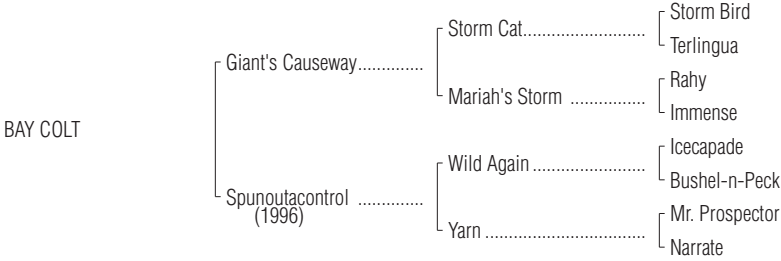 Storm Bird
Storm Cat.........................
Terlingua
Giant's Causeway..............
Rahy
Mariah's Storm ................
Immense
BAY COLT
Icecapade
Wild Again ........................
Bushel-n-Peck
Spunoutacontrol ..............
(1996)
Mr. Prospector
Yarn ..................................
Narrate